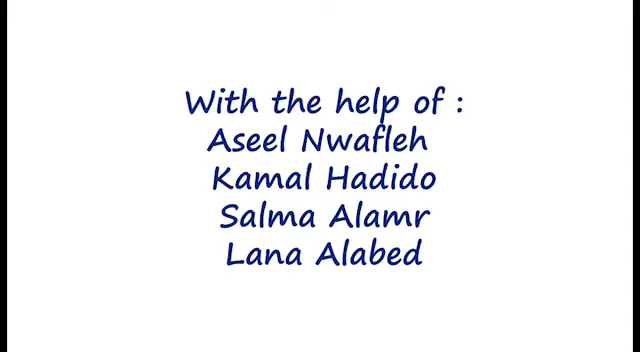 With the help of :
Aseel Nwafleh
Kamal Hadido
Salma Alamr
Lana Alabed